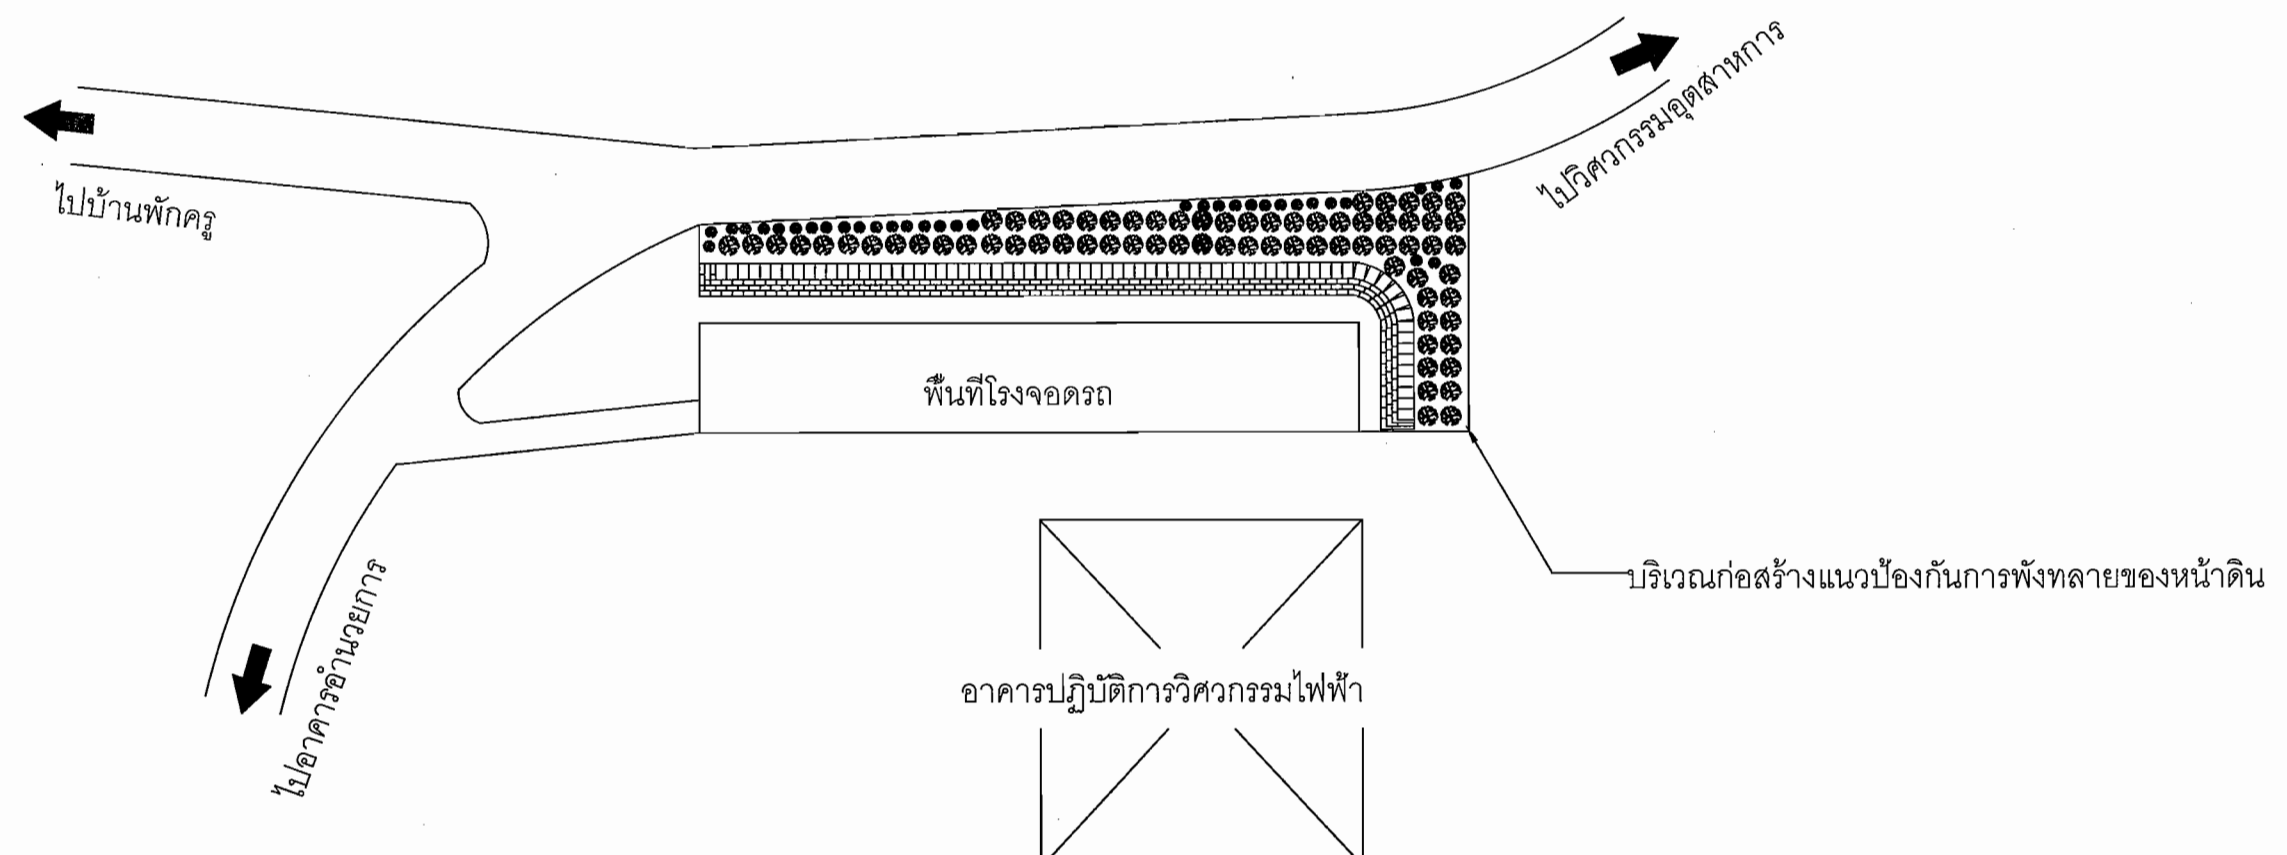 ไปวิศวกรรมอุตสาหการ
ไปบ้านพักครู
พื้นที่โรงจอดรถ
บริเวณก่อสร้างแนวป้องกันการพังทลายของหน้าดิน
ไปอาคารอำนวยการ
อาคารปฏิบัติการวิศวกรรมไฟฟ้า